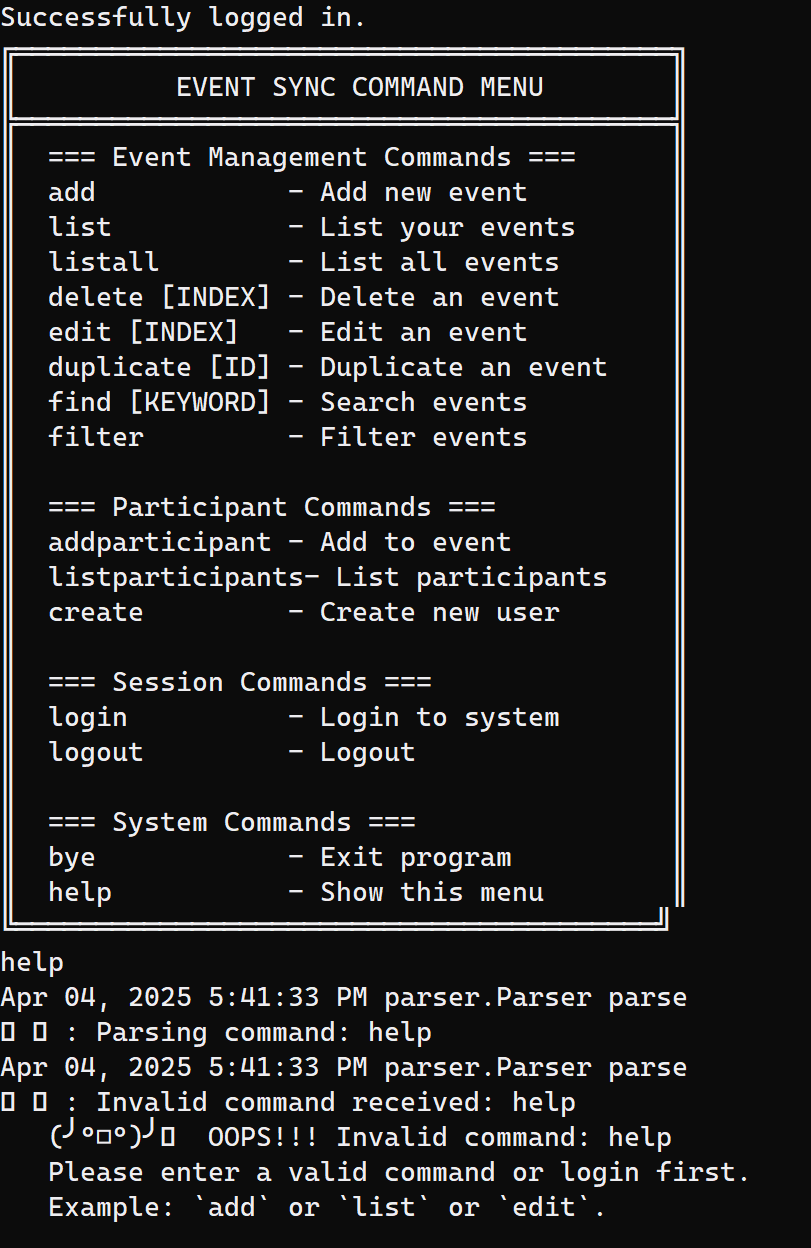 Successfully logged in.
EVENT SYNC COMMAND MENU
=== Event Management Commands ===
add - Add new event
list - List your events
listall - List all events
delete [INDEX] - Delete an event
edit [INDEX] - Edit an event
duplicate [ID] - Duplicate an event
find [KEYWORD] - Search events
filter - Filter events
=== Participant Commands ===
addparticipant - Add to event
listparticipants- List participants
create - Create new user
=== Session Commands ===
login - Login to system
logout - Logout
=== System Commands ===
bye - Exit program
help - Show this menu
help
Apr 04, 2025 5:41:33 PM parser.Parser parse
▯ ▯ : Parsing command: help
Apr 04, 2025 5:41:33 PM parser.Parser parse
▯ ▯ : Invalid command received: help
(╯°□°)╯▯ OOPS!!! Invalid command: help
Please enter a valid command or login first.
Example: `add` or `list` or `edit`.